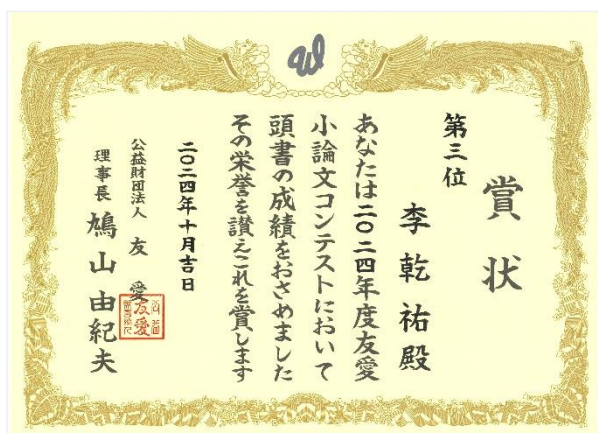 賞状
第三位
李乾祐殿
あなたは二〇二四年度友愛
小論文コンテストにおいて
頭書の成績をおさめました
その栄誉を讃えこれを賞します
二〇二四年十月吉日
公益財団法人 友愛
理事長 鳩山由紀夫
友愛